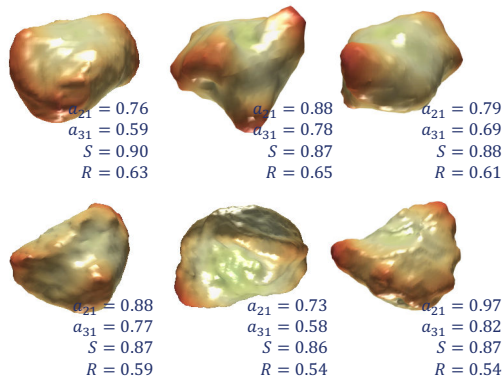 a₂₁ = 0.76
a₃₁ = 0.59
S = 0.90
R = 0.63
a₂₁ = 0.88
a₃₁ = 0.78
S = 0.87
R = 0.65
a₂₁ = 0.79
a₃₁ = 0.69
S = 0.88
R = 0.61
a₂₁ = 0.88
a₃₁ = 0.77
S = 0.87
R = 0.59
a₂₁ = 0.73
a₃₁ = 0.58
S = 0.86
R = 0.54
a₂₁ = 0.97
a₃₁ = 0.82
S = 0.87
R = 0.54